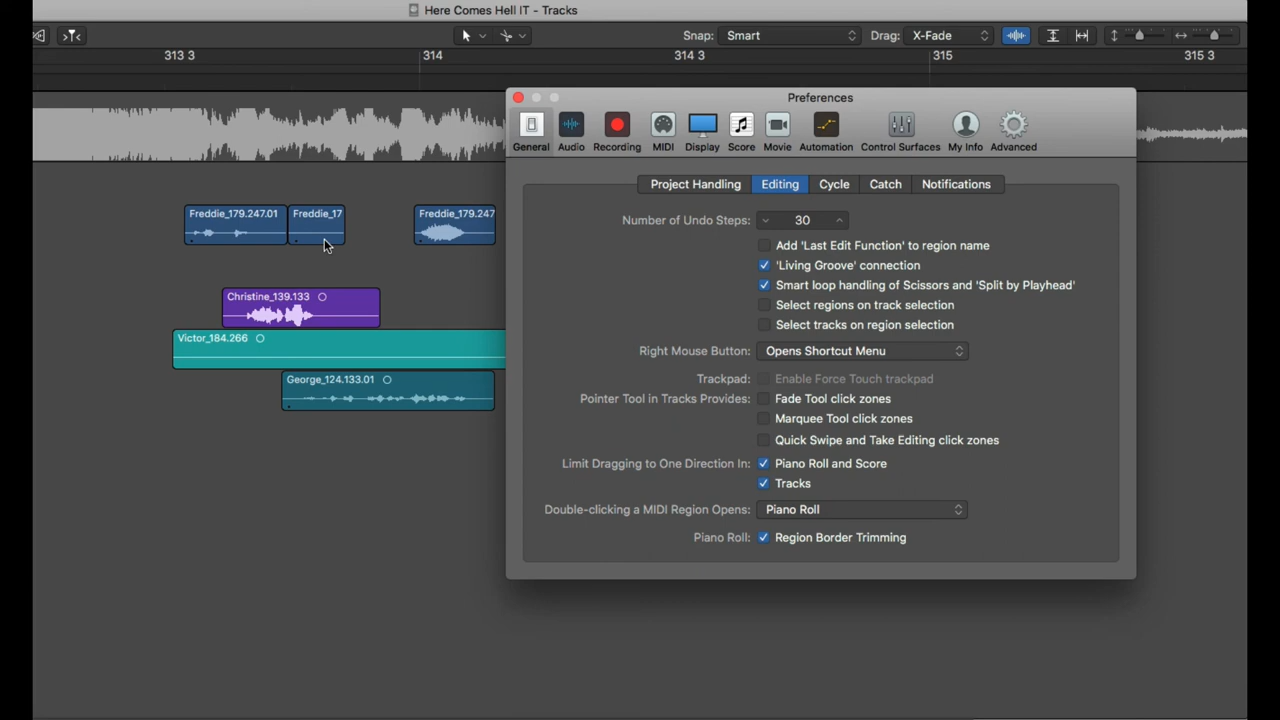 Here Comes Hell IT - Tracks
Snap: Smart Drag: X-Fade
313 3 314 314 3 315 315 3
Preferences
General Audio Recording MIDI Display Score Movie Automation Control Surfaces My Info Advanced
Project Handling Editing Cycle Catch Notifications
Freddie_179.247.01 Freddie_17 Freddie_179.247
Christine_139.133
Victor_184.266
George_124.133.01
Number of Undo Steps: 30
Add 'Last Edit Function' to region name
'Living Groove' connection
Smart loop handling of Scissors and 'Split by Playhead'
Select regions on track selection
Select tracks on region selection
Right Mouse Button: Opens Shortcut Menu
Trackpad: Enable Force Touch trackpad
Pointer Tool in Tracks Provides: Fade Tool click zones
Marquee Tool click zones
Quick Swipe and Take Editing click zones
Limit Dragging to One Direction In: Piano Roll and Score
Tracks
Double-clicking a MIDI Region Opens: Piano Roll
Piano Roll: Region Border Trimming